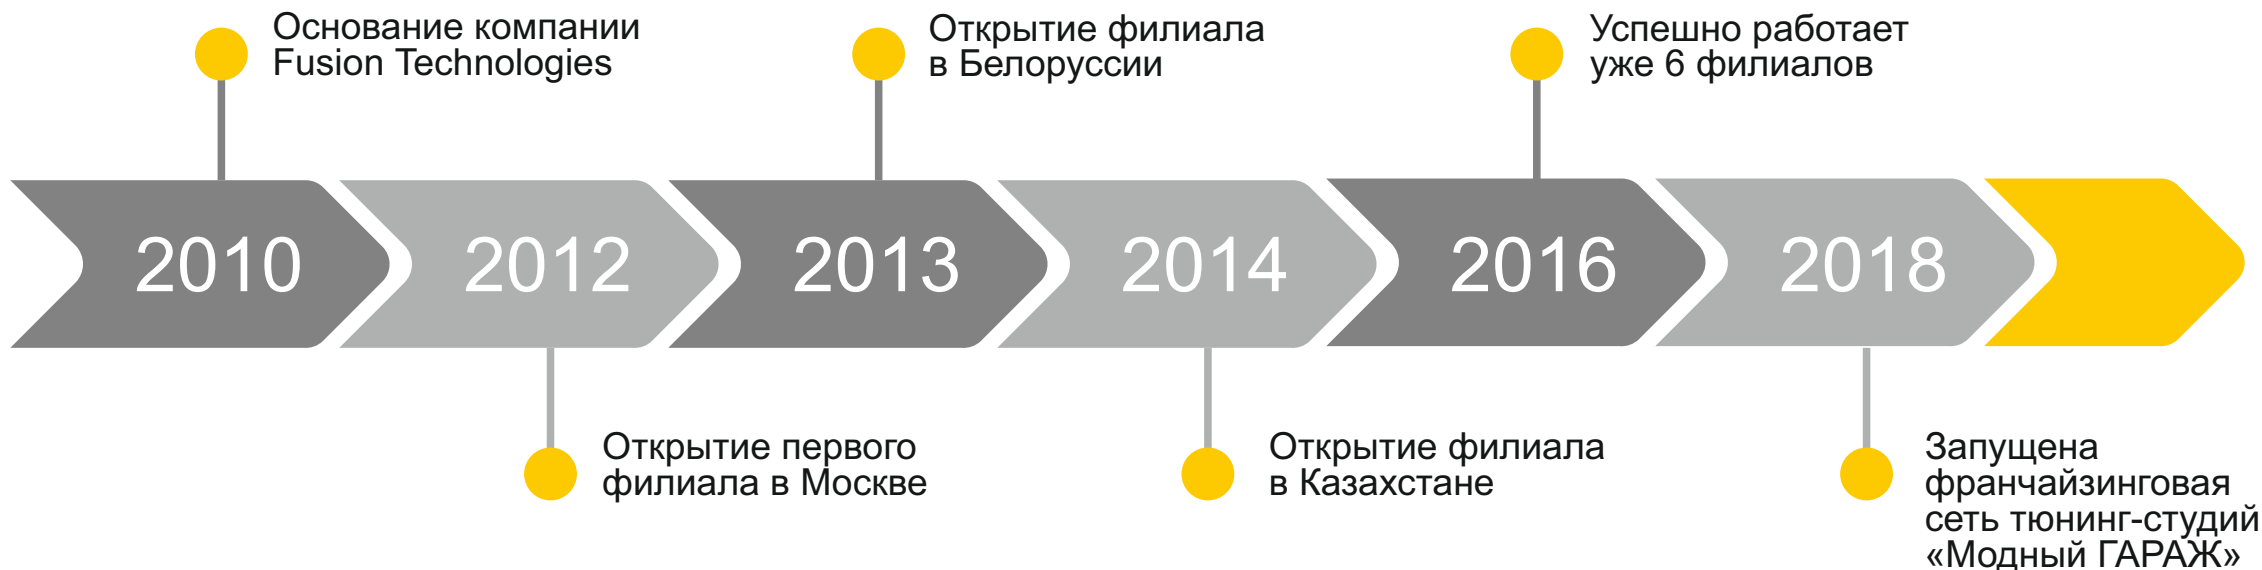 Основание компании
Fusion Technologies
Открытие филиала
в Белоруссии
Успешно работает
уже 6 филиалов
2010
2012
2013
2014
2016
2018
Открытие первого
филиала в Москве
Открытие филиала
в Казахстане
Запущена
франчайзинговая
сеть тюнинг-студий
«Модный ГАРАЖ»